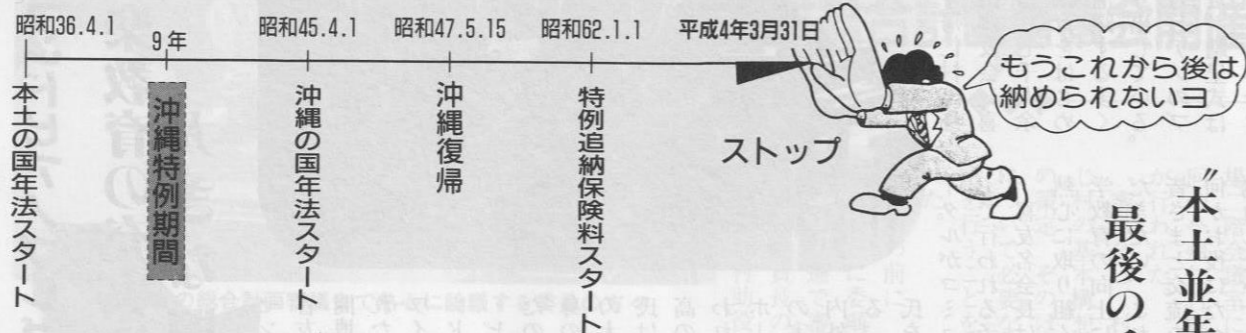 昭和36.4.1
9年
昭和45.4.1
昭和47.5.15
昭和62.1.1
平成4年3月31日
本土の国年法スタート
沖縄特例期間
沖縄の国年法スタート
沖縄復帰
特例追納保険料スタート
ストップ
もうこれから後は
納められないヨ
〝本土並年
最後の